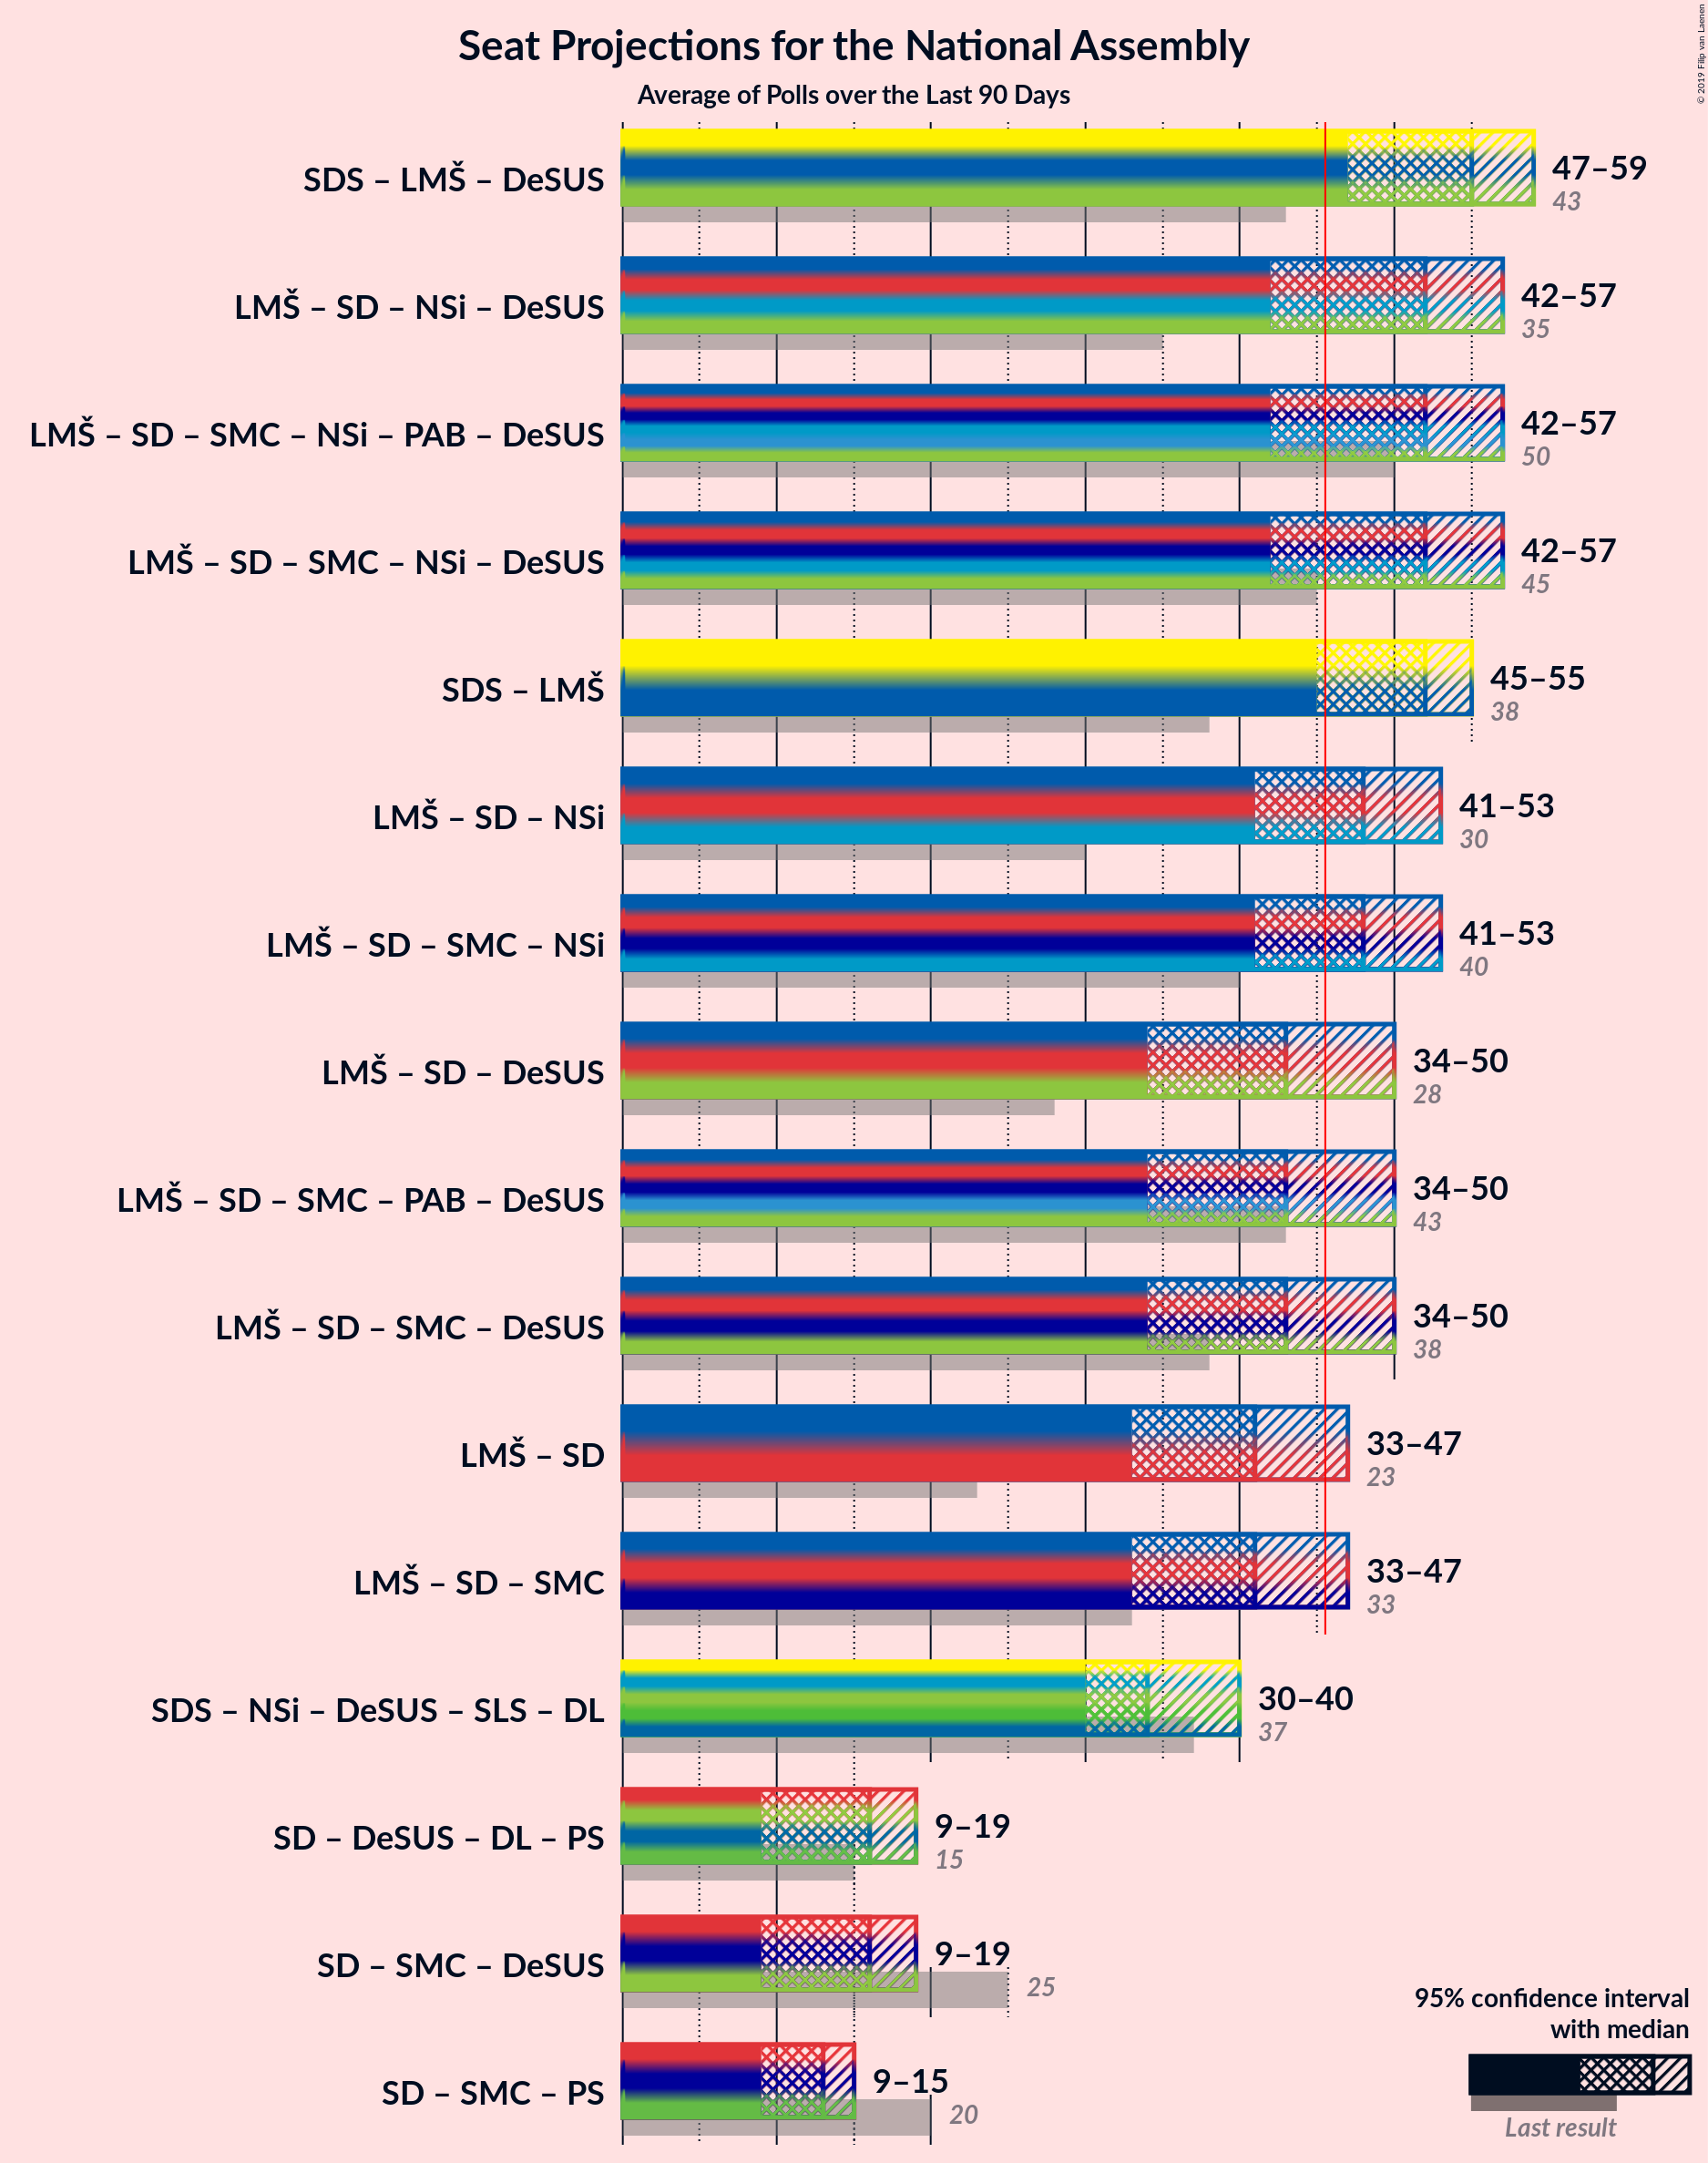 Seat Projections for the National Assembly
Average of Polls over the Last 90 Days
© 2019 Filip van Laenen
SDS – LMŠ – DeSUS
47–59
43
LMŠ – SD – NSi – DeSUS
42–57
35
LMŠ – SD – SMC – NSi – PAB – DeSUS
42–57
50
LMŠ – SD – SMC – NSi – DeSUS
42–57
45
SDS – LMŠ
45–55
38
LMŠ – SD – NSi
41–53
30
LMŠ – SD – SMC – NSi
41–53
40
LMŠ – SD – DeSUS
34–50
28
LMŠ – SD – SMC – PAB – DeSUS
34–50
43
LMŠ – SD – SMC – DeSUS
34–50
38
LMŠ – SD
33–47
23
LMŠ – SD – SMC
33–47
33
SDS – NSi – DeSUS – SLS – DL
30–40
37
SD – DeSUS – DL – PS
9–19
15
SD – SMC – DeSUS
9–19
25
SD – SMC – PS
9–15
20
95% confidence interval
with median
Last result